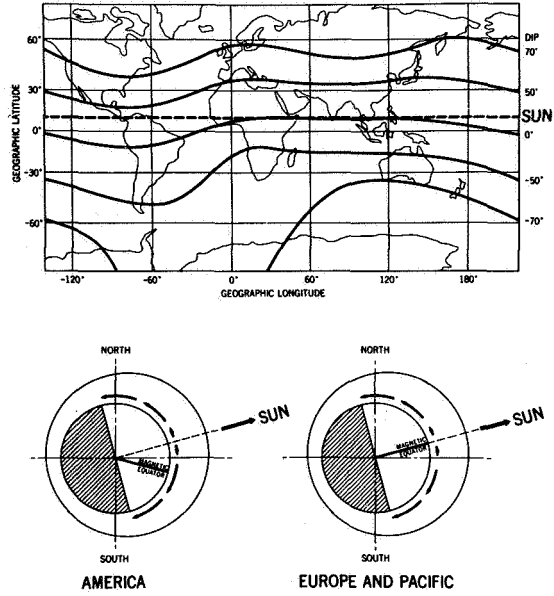 DIP
60°
70°
30°
50°
SUN
0°
0°
-30°
-50°
-60°
-70°
GEOGRAPHIC LATITUDE
-120° -60° 0° 60° 120° 180°
GEOGRAPHIC LONGITUDE
NORTH
SUN
MAGNETIC
EQUATOR
SOUTH
AMERICA
NORTH
SUN
MAGNETIC
EQUATOR
SOUTH
EUROPE AND PACIFIC